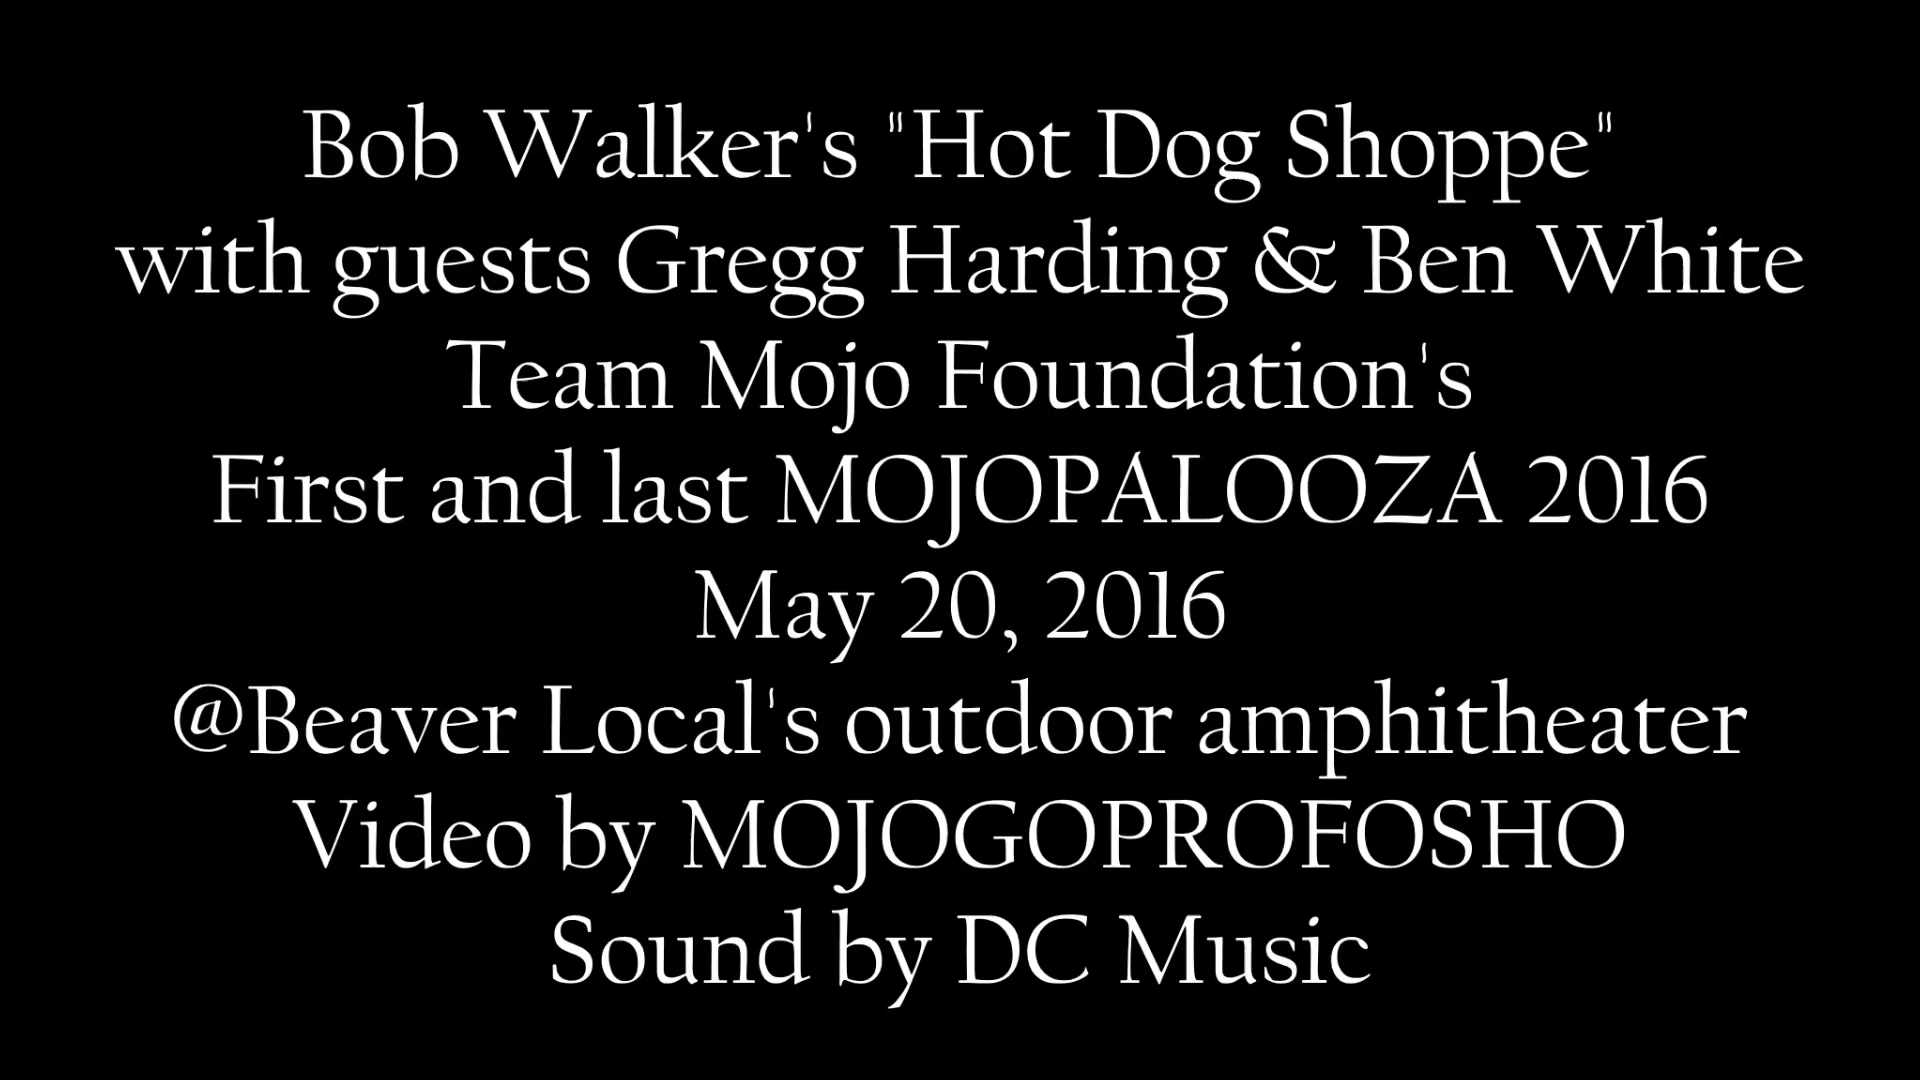 Bob Walker's "Hot Dog Shoppe"
with guests Gregg Harding & Ben White
Team Mojo Foundation's
First and last MOJOPALOOZA 2016
May 20, 2016
@Beaver Local's outdoor amphitheater
Video by MOJOGOPROFOSHO
Sound by DC Music